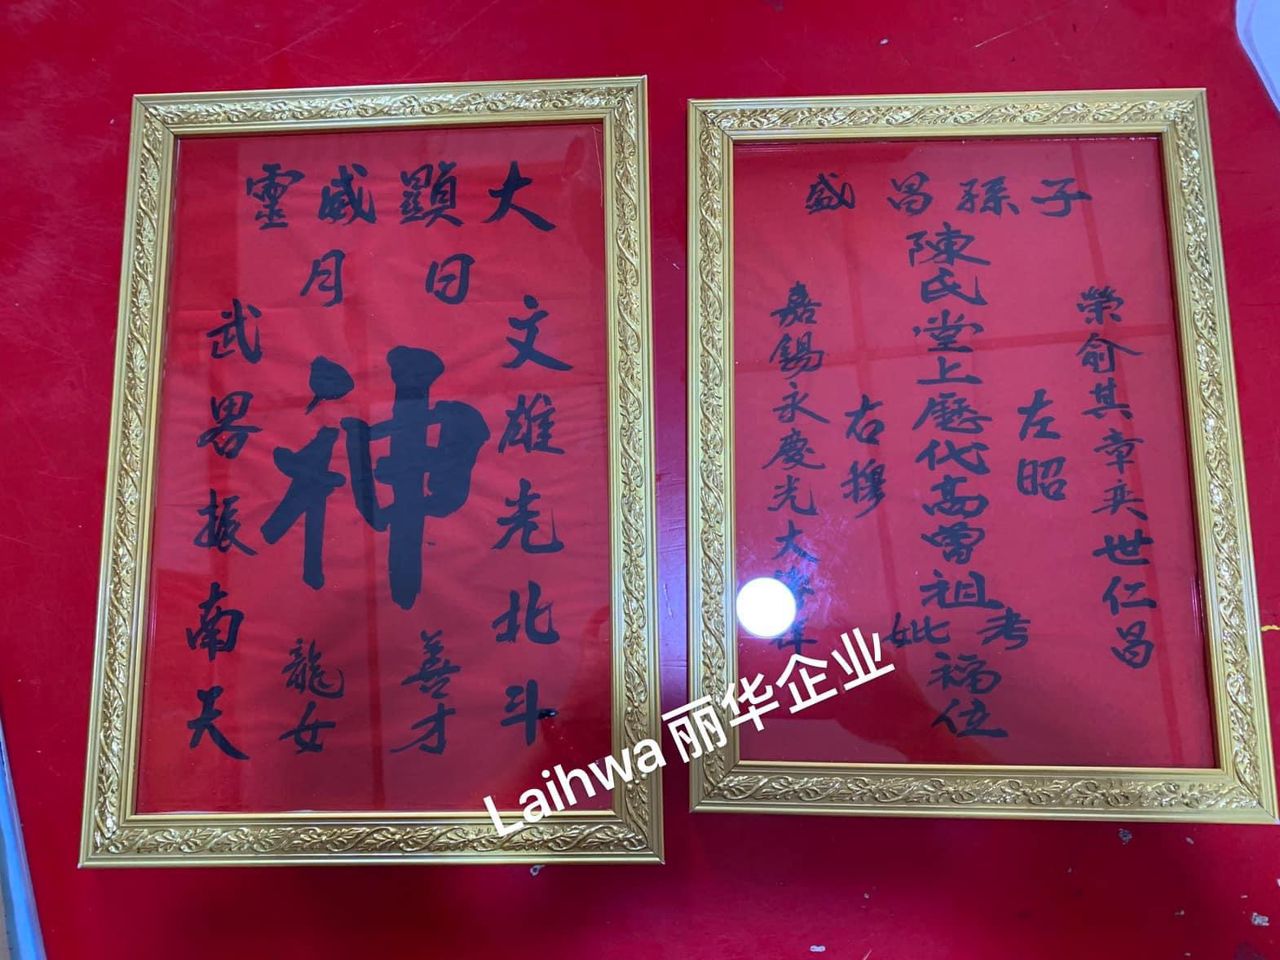 大顯威靈
日月
文雄光北斗
神
武畧振南天
善才
龍女
子孫昌盛
榮俞其章奕世仁昌
左昭
陳氏堂上歷代高曾祖考妣福位
右穆
嘉錫永慶光大
Laihwa 丽华企业